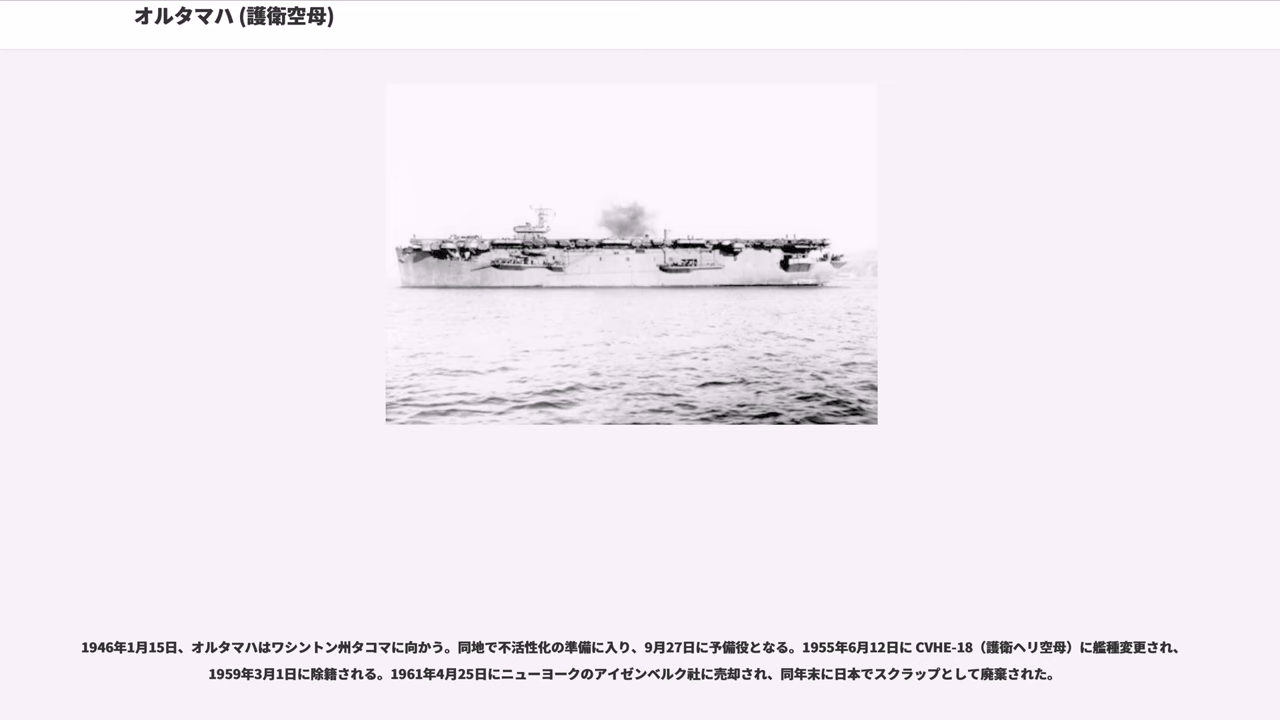 オルタマハ (護衛空母)
1946年1月15日、オルタマハはワシントン州タコマに向かう。同地で不活性化の準備に入り、9月27日に予備役となる。1955年6月12日に CVHE-18（護衛ヘリ空母）に艦種変更され、
1959年3月1日に除籍される。1961年4月25日にニューヨークのアイゼンベルク社に売却され、同年末に日本でスクラップとして廃棄された。